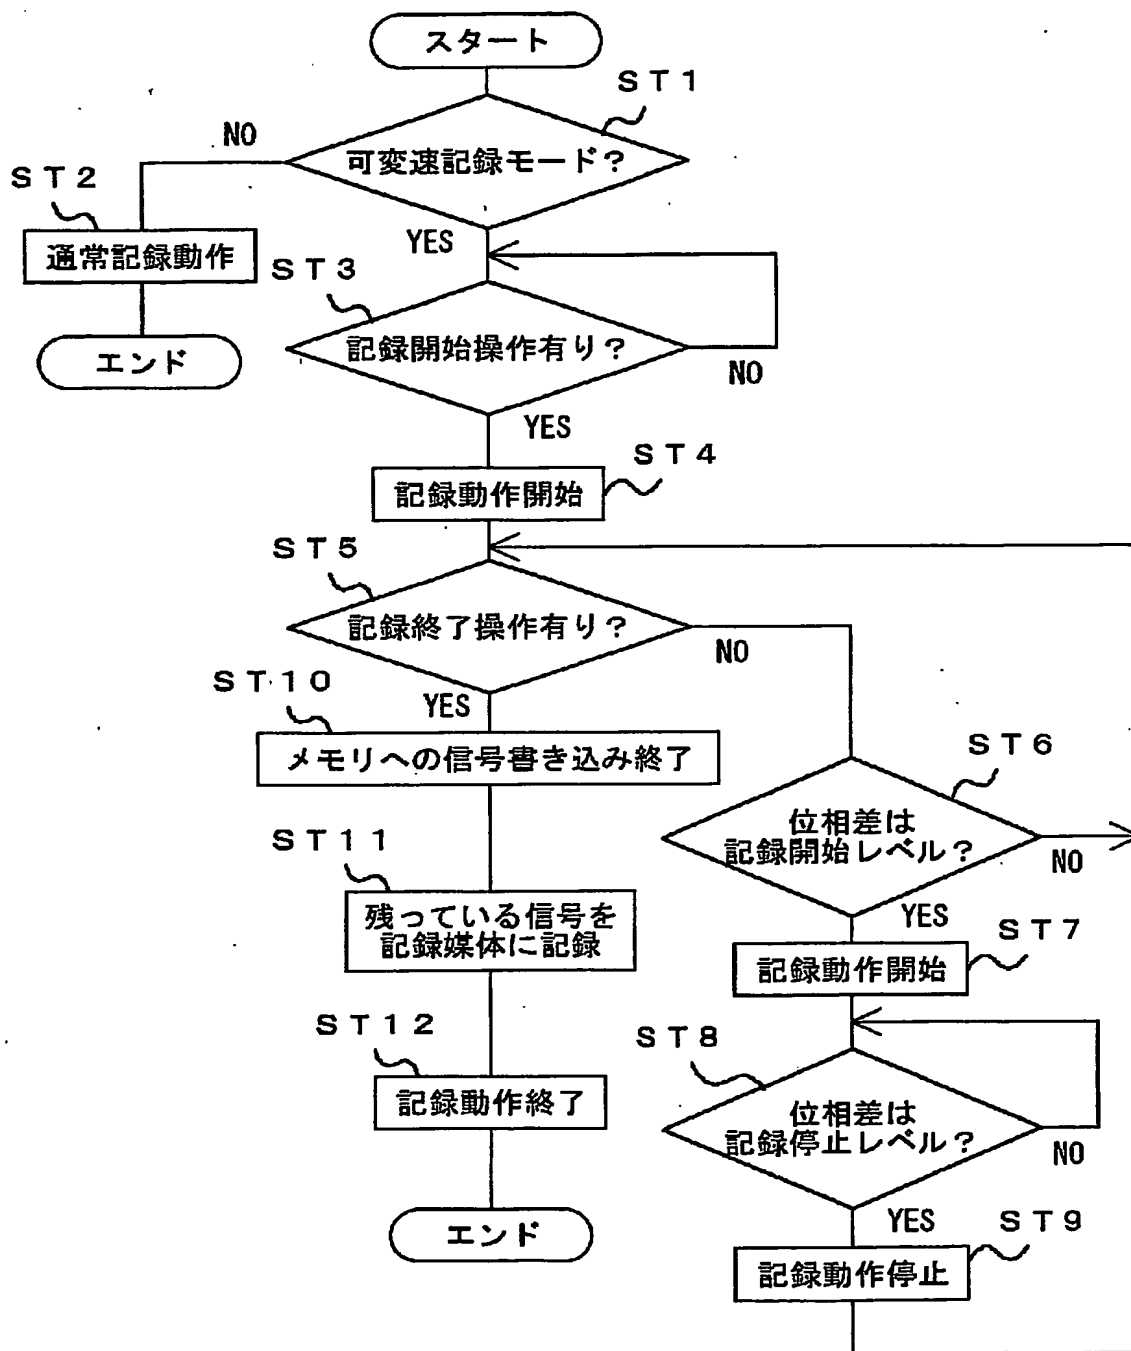 スタート
ST1
可変速記録モード?
NO
ST2
通常記録動作
エンド
YES
ST3
記録開始操作有り?
NO
YES
ST4
記録動作開始
ST5
記録終了操作有り?
NO
YES
ST10
メモリへの信号書き込み終了
ST6
位相差は
記録開始レベル?
NO
YES
ST11
残っている信号を
記録媒体に記録
ST7
記録動作開始
ST12
記録動作終了
ST8
位相差は
記録停止レベル?
NO
YES
エンド
ST9
記録動作停止